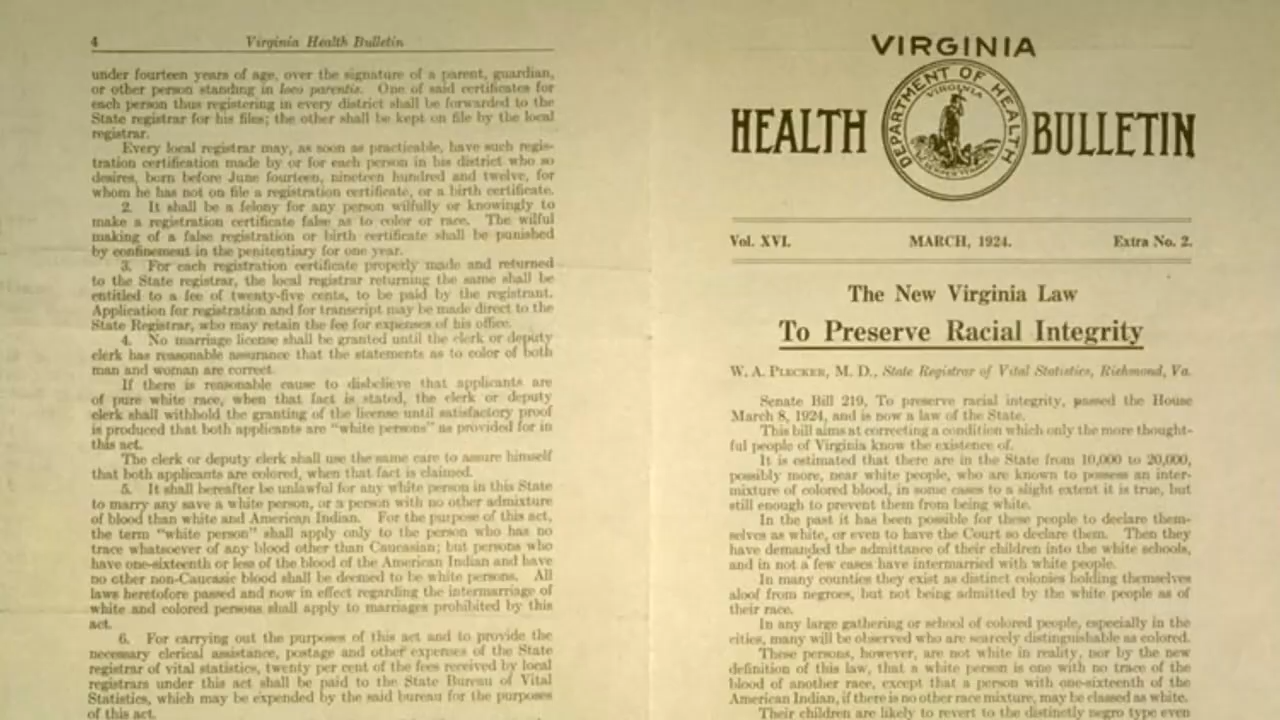 4 Virginia Health Bulletin
under fourteen years of age, over the signature of a parent, guardian,
or other person standing in loco parentis. One of said certificates for
each person thus registering in every district shall be forwarded to the
State registrar for his files; the other shall be kept on file by the local
registrar.
Every local registrar may, as soon as practicable, have such regis-
tration certification made by or for each person in his district who so
desires, born before June fourteen, nineteen hundred and twelve, for
whom he has not on file a registration certificate, or a birth certificate.
2. It shall be a felony for any person wilfully or knowingly to
make a registration certificate false as to color or race. The wilful
making of a false registration or birth certificate shall be punished
by confinement in the penitentiary for one year.
3. For each registration certificate properly made and returned
to the State registrar, the local registrar returning the same shall be
entitled to a fee of twenty-five cents, to be paid by the registrant.
Application for registration and for transcript may be made direct to the
State Registrar, who may retain the fee for expenses of his office.
4. No marriage license shall be granted until the clerk or deputy
clerk has reasonable assurance that the statements as to color of both
man and woman are correct.
If there is reasonable cause to disbelieve that applicants are
of pure white race, when that fact is stated, the clerk or deputy
clerk shall withhold the granting of the license until satisfactory proof
is produced that both applicants are "white persons" as provided for in
this act.
The clerk or deputy clerk shall use the same care to assure himself
that both applicants are colored, when that fact is claimed.
5. It shall hereafter be unlawful for any white person in this State
to marry any save a white person, or a person with no other admixture
of blood than white and American Indian. For the purpose of this act,
the term "white person" shall apply only to the person who has no
trace whatsoever of any blood other than Caucasian; but persons who
have one-sixteenth or less of the blood of the American Indian and have
no other non-Caucasic blood shall be deemed to be white persons. All
laws heretofore passed and now in effect regarding the intermarriage of
white and colored persons shall apply to marriages prohibited by this
act.
6. For carrying out the purposes of this act and to provide the
necessary clerical assistance, postage and other expenses of the State
registrar of vital statistics, twenty per cent of the fees received by local
registrars under this act shall be paid to the State Bureau of Vital
Statistics, which may be expended by the said bureau for the purposes
of this act.
VIRGINIA
HEALTH BULLETIN
DEPARTMENT OF HEALTH
VIRGINIA
Vol. XVI. MARCH, 1924. Extra No. 2.
The New Virginia Law
To Preserve Racial Integrity
W. A. PLECKER, M. D., State Registrar of Vital Statistics, Richmond, Va.
Senate Bill 219, To preserve racial integrity, passed the House
March 8, 1924, and is now a law of the State.
This bill aims at correcting a condition which only the more thought-
ful people of Virginia know the existence of.
It is estimated that there are in the State from 10,000 to 20,000,
possibly more, near white people, who are known to possess an inter-
mixture of colored blood, in some cases to a slight extent it is true, but
still enough to prevent them from being white.
In the past it has been possible for these people to declare them-
selves as white, or even to have the Court so declare them. Then they
have demanded the admittance of their children into the white schools,
and in not a few cases have intermarried with white people.
In many counties they exist as distinct colonies holding themselves
aloof from negroes, but not being admitted by the white people as of
their race.
In any large gathering or school of colored people, especially in the
cities, many will be observed who are scarcely distinguishable as colored.
These persons, however, are not white in reality, nor by the new
definition of this law, that a white person is one with no trace of the
blood of another race, except that a person with one-sixteenth of the
American Indian, if there is no other race mixture, may be classed as white.
Their children are likely to revert to the distinctly negro type even